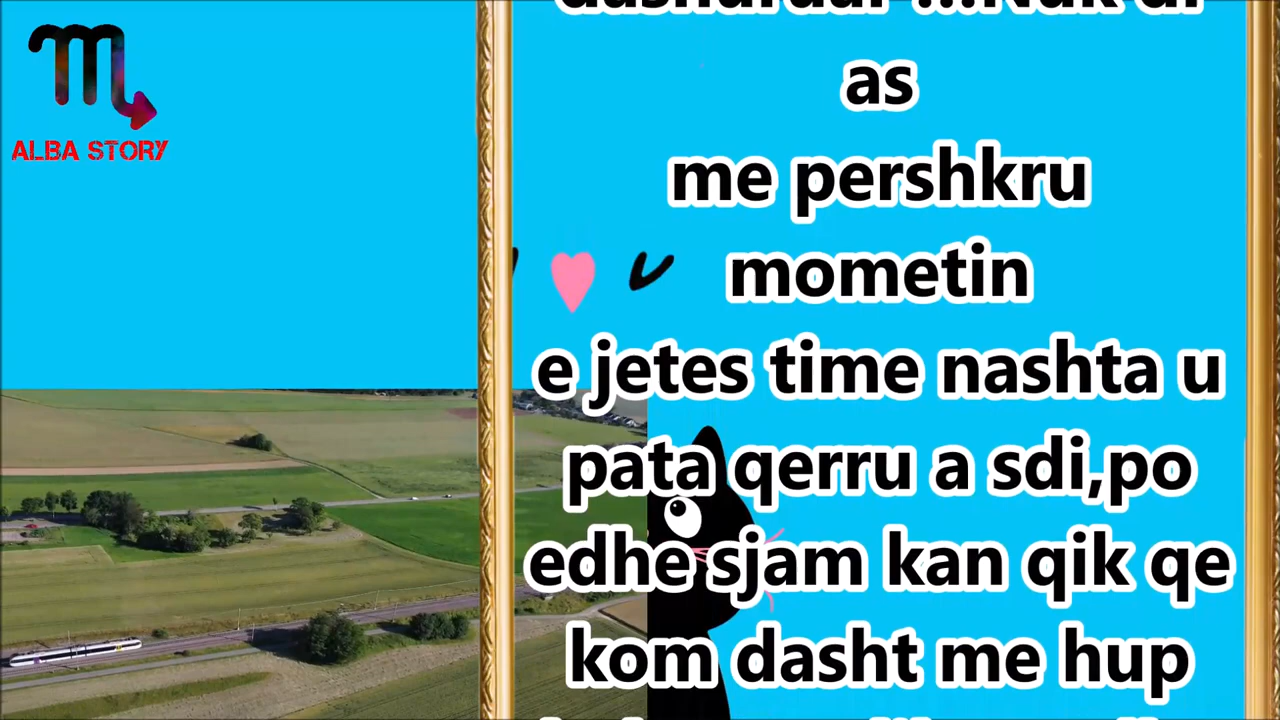 ALBA STORY
as
me pershkru
mometin
e jetes time nashta u
pata qerru a sdi,po
edhe sjam kan qik qe
kom dasht me hup